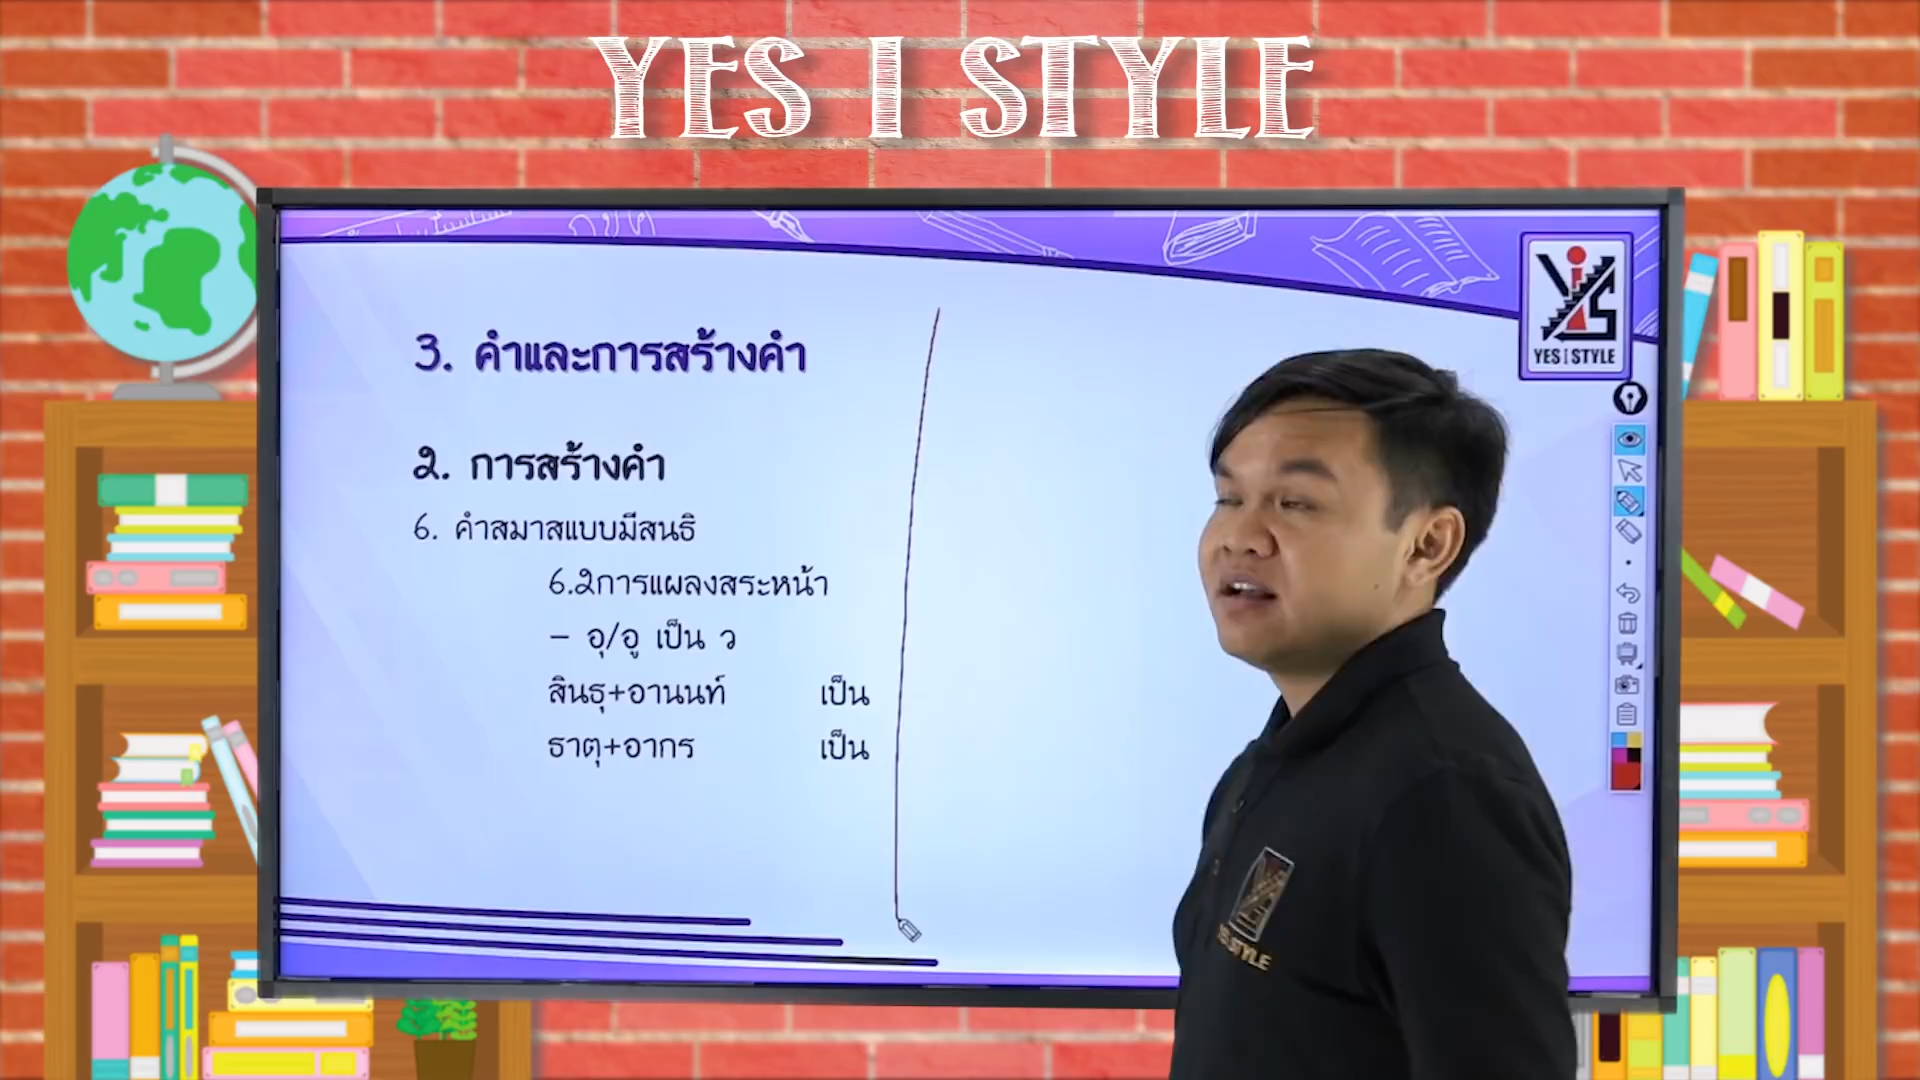 YES I STYLE
YES I STYLE
3. คำและการสร้างคำ
2. การสร้างคำ
6. คำสมาสแบบมีสนธิ
6.2การแผลงสระหน้า
– อุ/อู เป็น ว
สินธุ+อานนท์ เป็น
ธาตุ+อากร เป็น
YES I STYLE